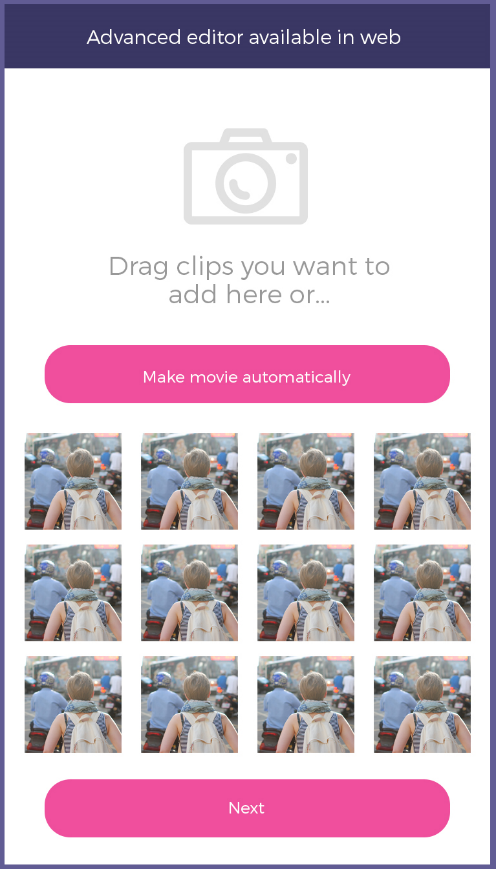 Advanced editor available in web
Drag clips you want to
add here or...
Make movie automatically
Next